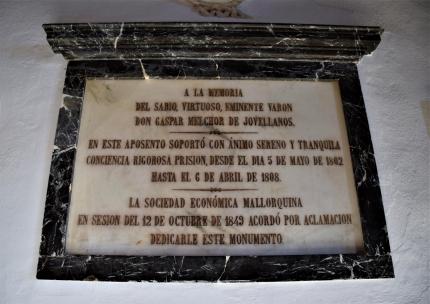 A LA MEMORIA
DEL SABIO, VIRTUOSO, EMINENTE VARON
DON GASPAR MELCHOR DE JOVELLANOS.
EN ESTE APOSENTO SOPORTÓ CON ÁNIMO SERENO Y TRANQUILA
CONCIENCIA RIGOROSA PRISION, DESDE EL DIA 5 DE MAYO DE 1802
HASTA EL 6 DE ABRIL DE 1808.
LA SOCIEDAD ECONÓMICA MALLORQUINA
EN SESION DEL 12 DE OCTUBRE DE 1849 ACORDÓ POR ACLAMACION
DEDICARLE ESTE MONUMENTO.